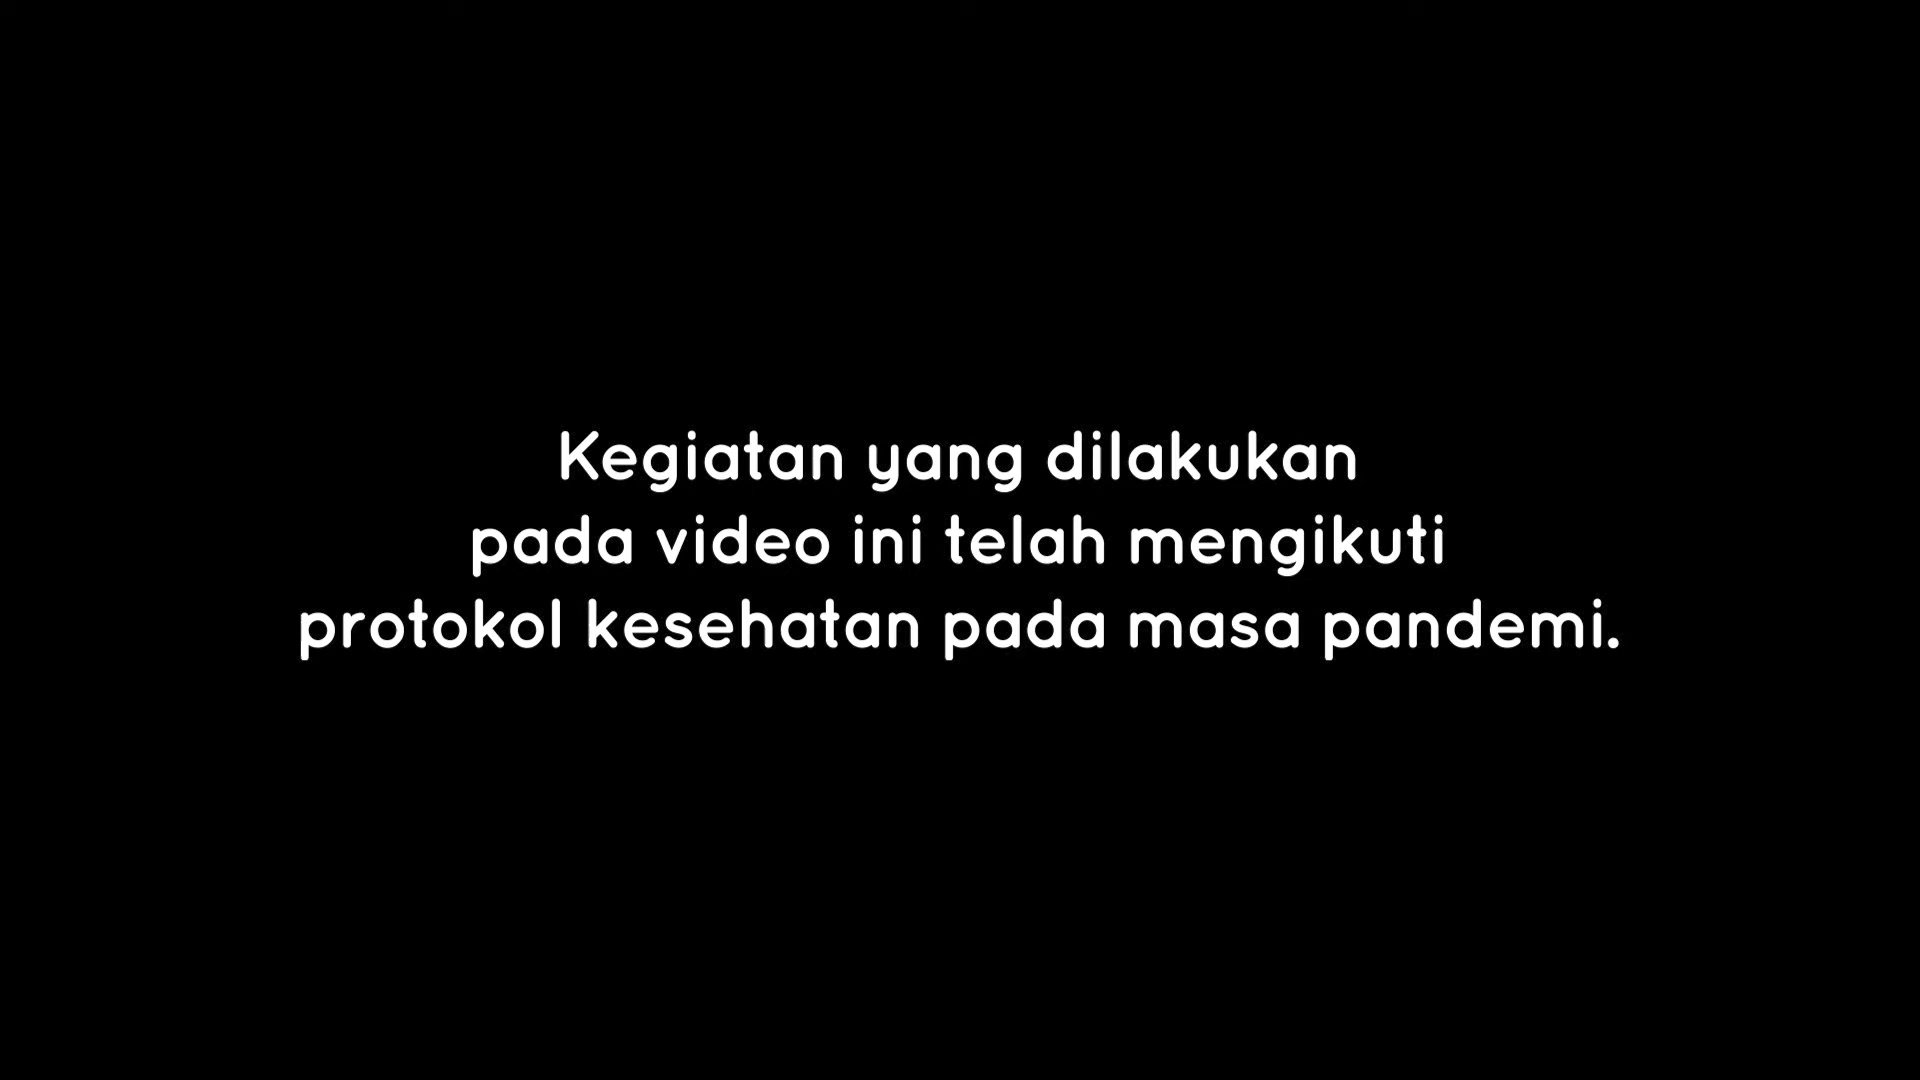 Kegiatan yang dilakukan
pada video ini telah mengikuti
protokol kesehatan pada masa pandemi.